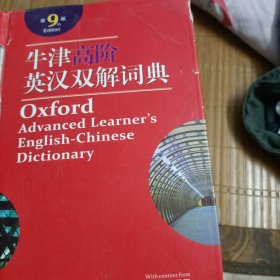 第9版
th
Edition
牛津高阶
英汉双解词典
Oxford
Advanced Learner's
English-Chinese
Dictionary
With content from